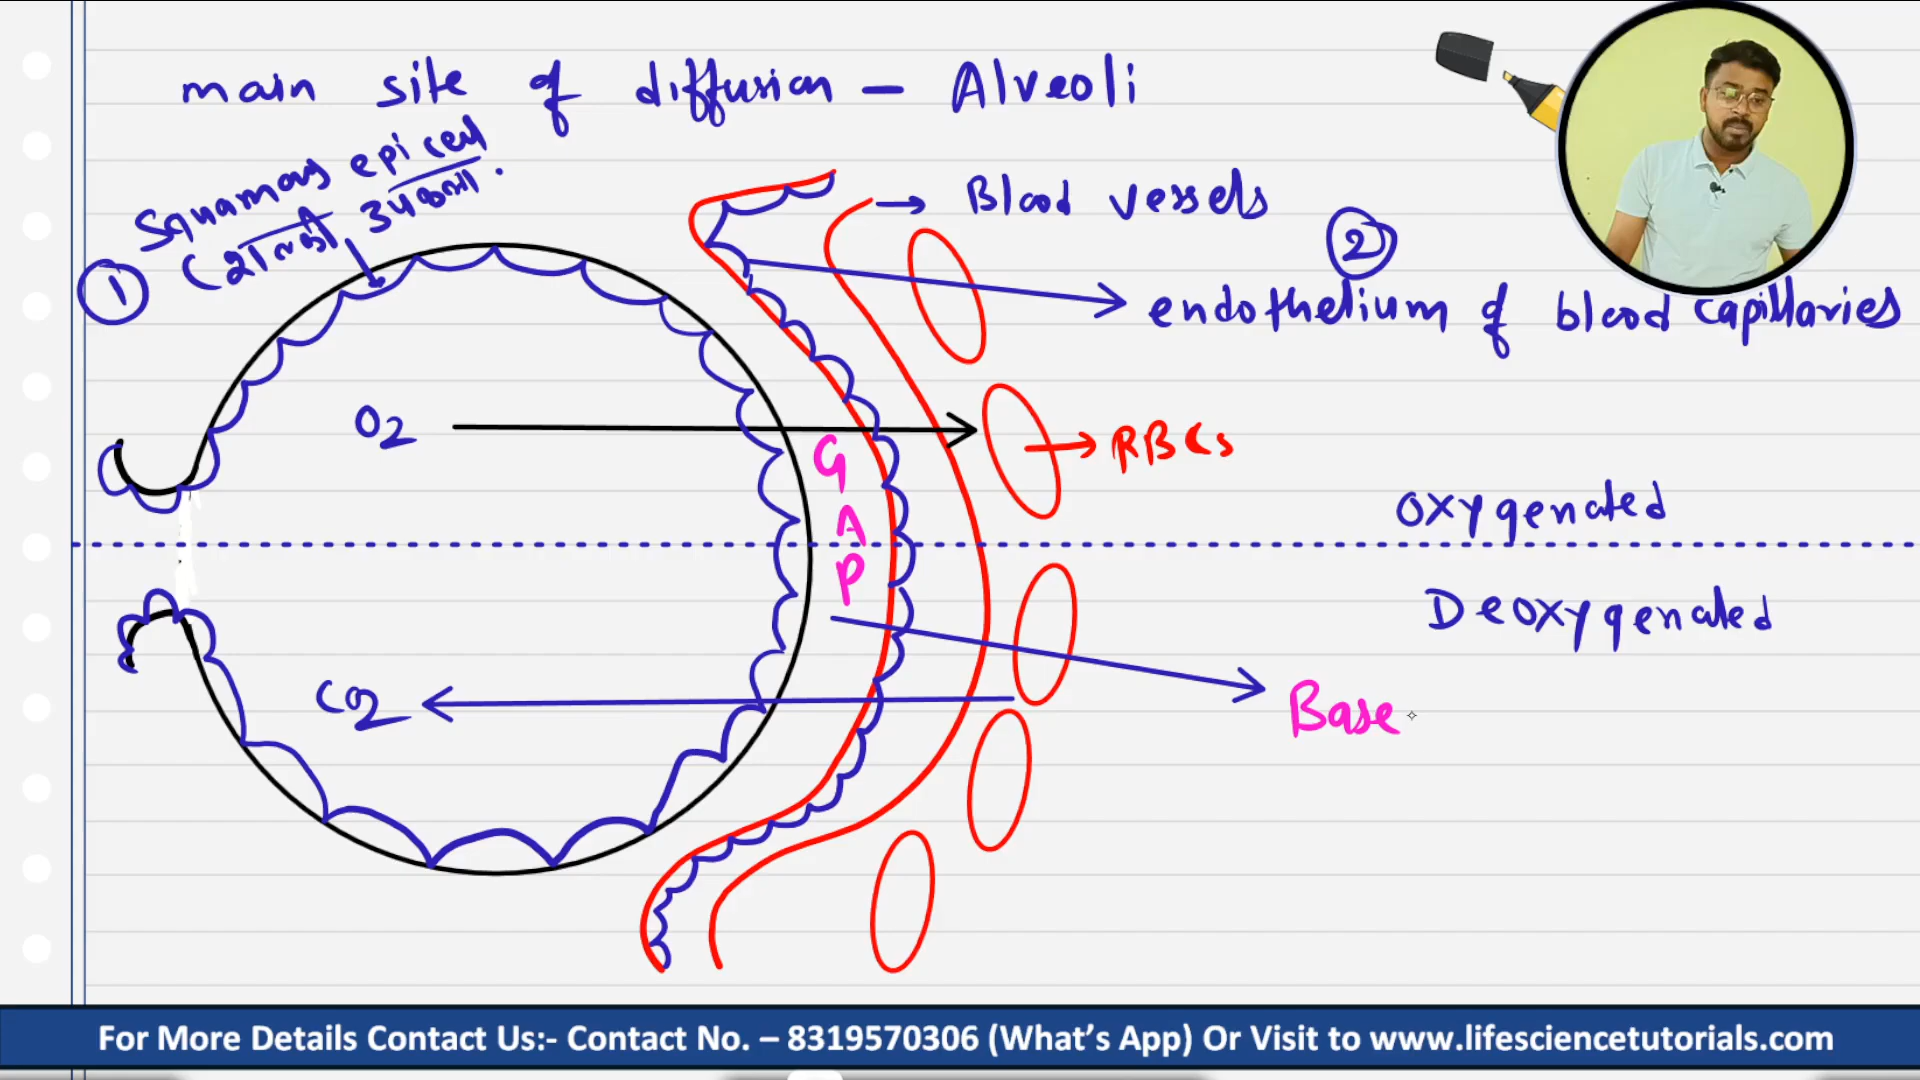 main site of diffusion – Alveoli
① Squamous epi cell
→ Blood vessels
②
endothelium of blood capillaries
O2
→ RBCs
GAP
Oxygenated
Deoxygenated
CO2
Base
For More Details Contact Us:- Contact No. – 8319570306 (What's App) Or Visit to www.lifesciencetutorials.com